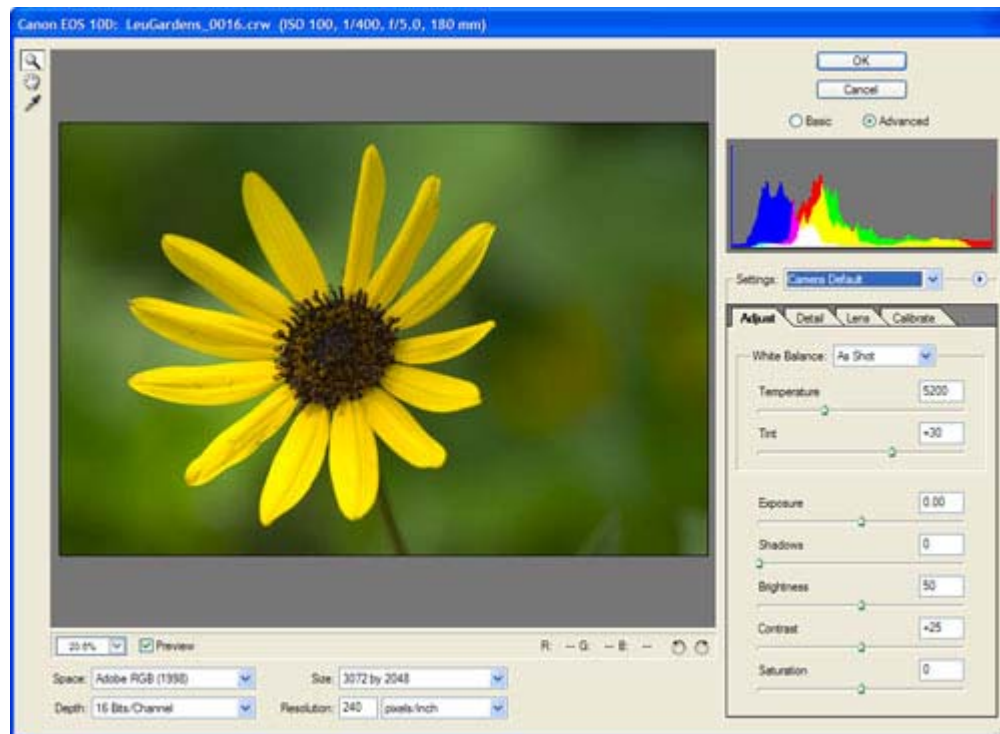 Canon EOS 10D: LeuGardens_0016.crw (ISO 100, 1/400, f/5.0, 180 mm)
OK
Cancel
Basic Advanced
Settings: Camera Default
Adjust Detail Lens Calibrate
White Balance: As Shot
Temperature 5200
Tint +30
Exposure 0.00
Shadows 0
Brightness 50
Contrast +25
Saturation 0
Preview R: -- G: -- B: --
Space: Adobe RGB (1998) Size: 3072 by 2048
Depth: 16 Bits/Channel Resolution: 240 pixels/inch